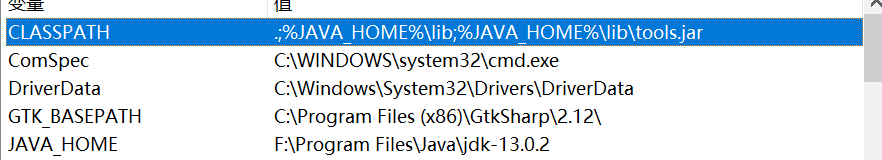 变量 值
CLASSPATH .;%JAVA_HOME%\lib;%JAVA_HOME%\lib\tools.jar
ComSpec C:\WINDOWS\system32\cmd.exe
DriverData C:\Windows\System32\Drivers\DriverData
GTK_BASEPATH C:\Program Files (x86)\GtkSharp\2.12\
JAVA_HOME F:\Program Files\Java\jdk-13.0.2